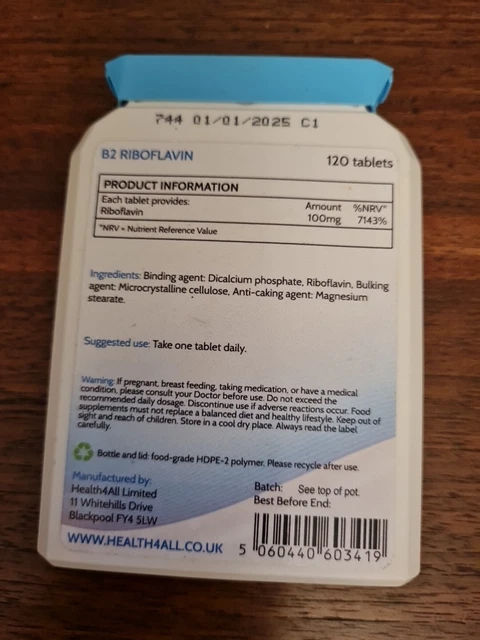 744 01/01/2025 C1
B2 RIBOFLAVIN 120 tablets
PRODUCT INFORMATION
Each tablet provides: Amount %NRV*
Riboflavin 100mg 7143%
*NRV = Nutrient Reference Value
Ingredients: Binding agent: Dicalcium phosphate, Riboflavin, Bulking
agent: Microcrystalline cellulose, Anti-caking agent: Magnesium
stearate.
Suggested use: Take one tablet daily.
Warning: If pregnant, breast feeding, taking medication, or have a medical
condition, please consult your Doctor before use. Do not exceed the
recommended daily dosage. Discontinue use if adverse reactions occur. Food
supplements must not replace a balanced diet and healthy lifestyle. Keep out of
sight and reach of children. Store in a cool dry place. Always read the label
carefully.
Bottle and lid: food-grade HDPE-2 polymer. Please recycle after use.
Manufactured by:
Health4All Limited
11 Whitehills Drive
Blackpool FY4 5LW
WWW.HEALTH4ALL.CO.UK
Batch: See top of pot.
Best Before End:
5 060440 603419